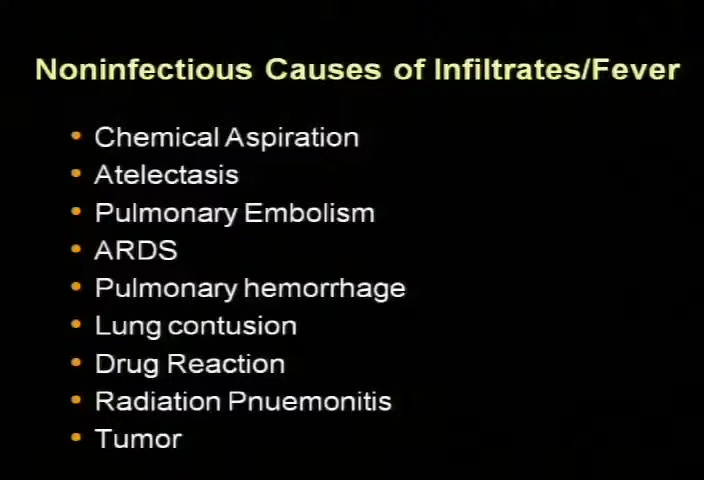 Noninfectious Causes of Infiltrates/Fever
• Chemical Aspiration
• Atelectasis
• Pulmonary Embolism
• ARDS
• Pulmonary hemorrhage
• Lung contusion
• Drug Reaction
• Radiation Pnuemonitis
• Tumor